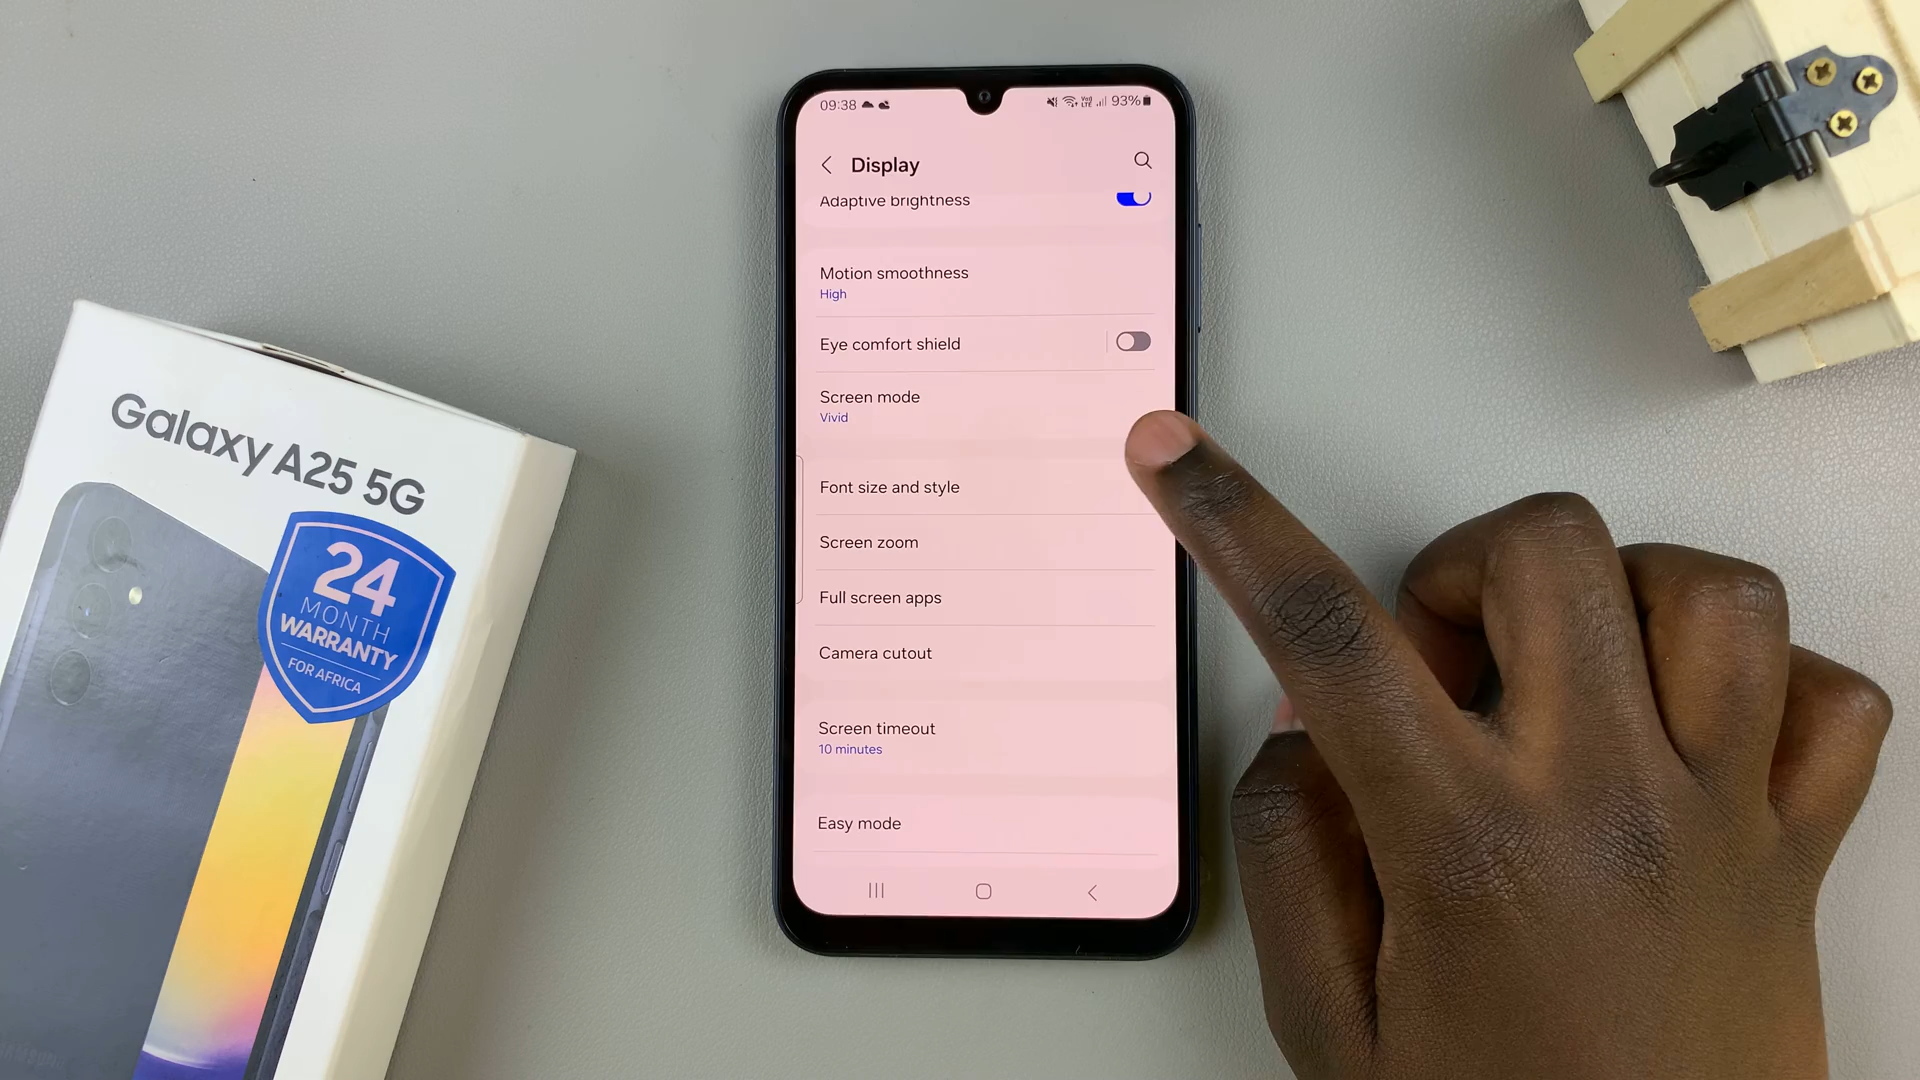 09:38
93%
Display
Adaptive brightness
Motion smoothness
High
Eye comfort shield
Screen mode
Vivid
Font size and style
Screen zoom
Full screen apps
Camera cutout
Screen timeout
10 minutes
Easy mode
Galaxy A25 5G
24
MONTH
WARRANTY
FOR AFRICA